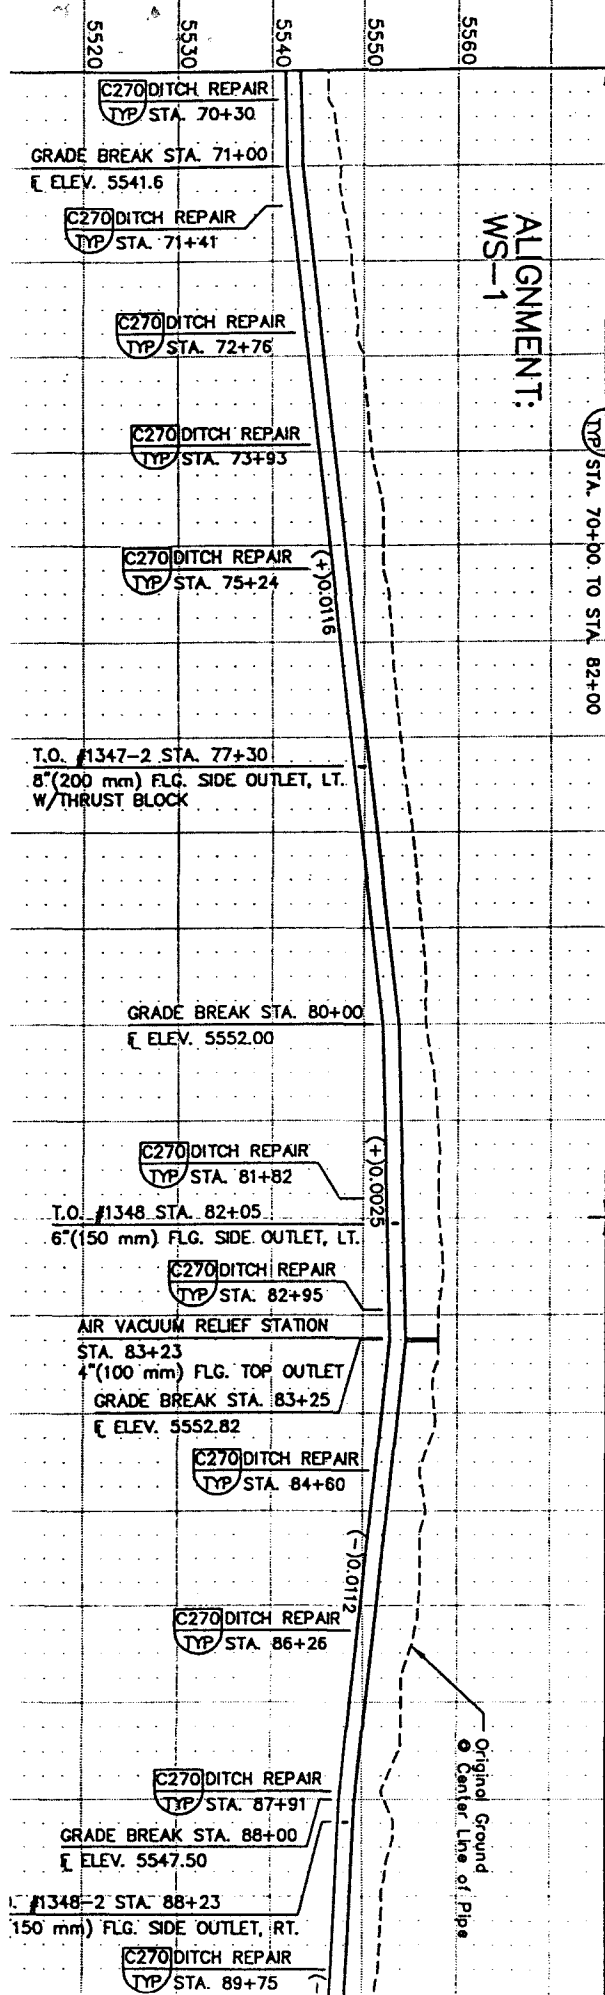 5520
5530
5540
5550
5560
C270 DITCH REPAIR
TYP STA. 70+30
GRADE BREAK STA. 71+00
℄ ELEV. 5541.6
C270 DITCH REPAIR
TYP STA. 71+41
ALIGNMENT:
WS-1
C270 DITCH REPAIR
TYP STA. 72+76
TYP STA. 70+00 TO STA 82+00
C270 DITCH REPAIR
TYP STA. 73+93
C270 DITCH REPAIR
TYP STA. 75+24
(+)0.0116
T.O. #1347-2 STA. 77+30
8"(200 mm) FLG. SIDE OUTLET, LT.
W/THRUST BLOCK
GRADE BREAK STA. 80+00
℄ ELEV. 5552.00
C270 DITCH REPAIR
TYP STA. 81+82
(+)0.0025
T.O. #1348 STA. 82+05
6"(150 mm) FLG. SIDE OUTLET, LT.
C270 DITCH REPAIR
TYP STA. 82+95
AIR VACUUM RELIEF STATION
STA. 83+23
4"(100 mm) FLG. TOP OUTLET
GRADE BREAK STA. 83+25
℄ ELEV. 5552.82
C270 DITCH REPAIR
TYP STA. 84+60
(-)0.0112
C270 DITCH REPAIR
TYP STA. 86+26
Original Ground
@ Center Line of Pipe
C270 DITCH REPAIR
TYP STA. 87+91
GRADE BREAK STA. 88+00
℄ ELEV. 5547.50
#1348-2 STA. 88+23
150 mm) FLG. SIDE OUTLET, RT.
C270 DITCH REPAIR
TYP STA. 89+75